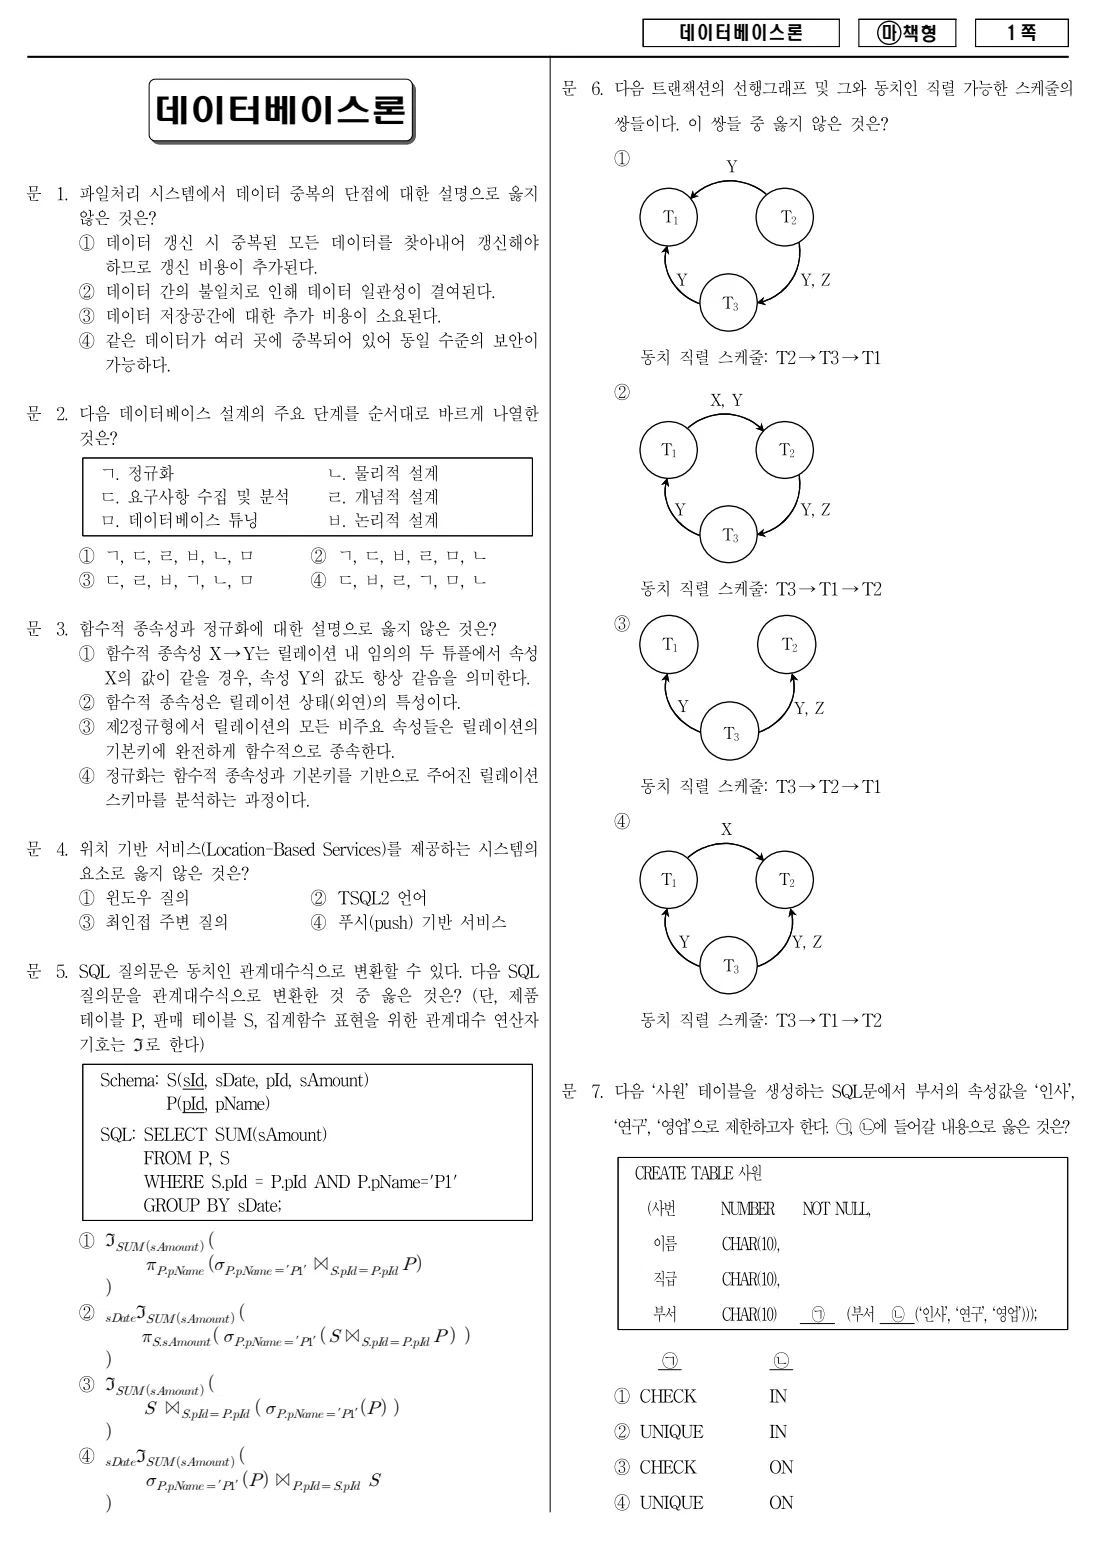 데이터베이스론 ㉮책형 1쪽
데이터베이스론
문 1. 파일처리 시스템에서 데이터 중복의 단점에 대한 설명으로 옳지
않은 것은?
① 데이터 갱신 시 중복된 모든 데이터를 찾아내어 갱신해야
하므로 갱신 비용이 추가된다.
② 데이터 간의 불일치로 인해 데이터 일관성이 결여된다.
③ 데이터 저장공간에 대한 추가 비용이 소요된다.
④ 같은 데이터가 여러 곳에 중복되어 있어 동일 수준의 보안이
가능하다.
문 2. 다음 데이터베이스 설계의 주요 단계를 순서대로 바르게 나열한
것은?
ㄱ. 정규화 ㄴ. 물리적 설계
ㄷ. 요구사항 수집 및 분석 ㄹ. 개념적 설계
ㅁ. 데이터베이스 튜닝 ㅂ. 논리적 설계
① ㄱ, ㄷ, ㄹ, ㅂ, ㄴ, ㅁ ② ㄱ, ㄷ, ㅂ, ㄹ, ㅁ, ㄴ
③ ㄷ, ㄹ, ㅂ, ㄱ, ㄴ, ㅁ ④ ㄷ, ㅂ, ㄹ, ㄱ, ㅁ, ㄴ
문 3. 함수적 종속성과 정규화에 대한 설명으로 옳지 않은 것은?
① 함수적 종속성 X→Y는 릴레이션 내 임의의 두 튜플에서 속성
X의 값이 같을 경우, 속성 Y의 값도 항상 같음을 의미한다.
② 함수적 종속성은 릴레이션 상태(외연)의 특성이다.
③ 제2정규형에서 릴레이션의 모든 비주요 속성들은 릴레이션의
기본키에 완전하게 함수적으로 종속한다.
④ 정규화는 함수적 종속성과 기본키를 기반으로 주어진 릴레이션
스키마를 분석하는 과정이다.
문 4. 위치 기반 서비스(Location-Based Services)를 제공하는 시스템의
요소로 옳지 않은 것은?
① 윈도우 질의 ② TSQL2 언어
③ 최인접 주변 질의 ④ 푸시(push) 기반 서비스
문 5. SQL 질의문은 동치인 관계대수식으로 변환할 수 있다. 다음 SQL
질의문을 관계대수식으로 변환한 것 중 옳은 것은? (단, 제품
테이블 P, 판매 테이블 S, 집계함수 표현을 위한 관계대수 연산자
기호는 ℑ로 한다)
Schema: S(sId, sDate, pId, sAmount)
P(pId, pName)
SQL: SELECT SUM(sAmount)
FROM P, S
WHERE S.pId = P.pId AND P.pName='P1'
GROUP BY sDate;
① ℑSUM(sAmount)(
πP.pName(σP.pName='P1' ⋈S.pId=P.pId P)
)
② sDateℑSUM(sAmount)(
πS.sAmount( σP.pName='P1'( S ⋈S.pId=P.pId P ) )
)
③ ℑSUM(sAmount)(
S ⋈S.pId=P.pId ( σP.pName='P1'(P) )
)
④ sDateℑSUM(sAmount)(
σP.pName='P1'(P) ⋈P.pId=S.pId S
)
문 6. 다음 트랜잭션의 선행그래프 및 그와 동치인 직렬 가능한 스케줄의
쌍들이다. 이 쌍들 중 옳지 않은 것은?
①
Y
T1 T2
Y Y, Z
T3
동치 직렬 스케줄: T2→T3→T1
②
X, Y
T1 T2
Y Y, Z
T3
동치 직렬 스케줄: T3→T1→T2
③
T1 T2
Y Y, Z
T3
동치 직렬 스케줄: T3→T2→T1
④
X
T1 T2
Y Y, Z
T3
동치 직렬 스케줄: T3→T1→T2
문 7. 다음 ‘사원’ 테이블을 생성하는 SQL문에서 부서의 속성값을 ‘인사’,
‘연구’, ‘영업’으로 제한하고자 한다. ㉠, ㉡에 들어갈 내용으로 옳은 것은?
CREATE TABLE 사원
(사번 NUMBER NOT NULL,
이름 CHAR(10),
직급 CHAR(10),
부서 CHAR(10) ㉠ (부서 ㉡ (‘인사’, ‘연구’, ‘영업’)));
㉠ ㉡
① CHECK IN
② UNIQUE IN
③ CHECK ON
④ UNIQUE ON